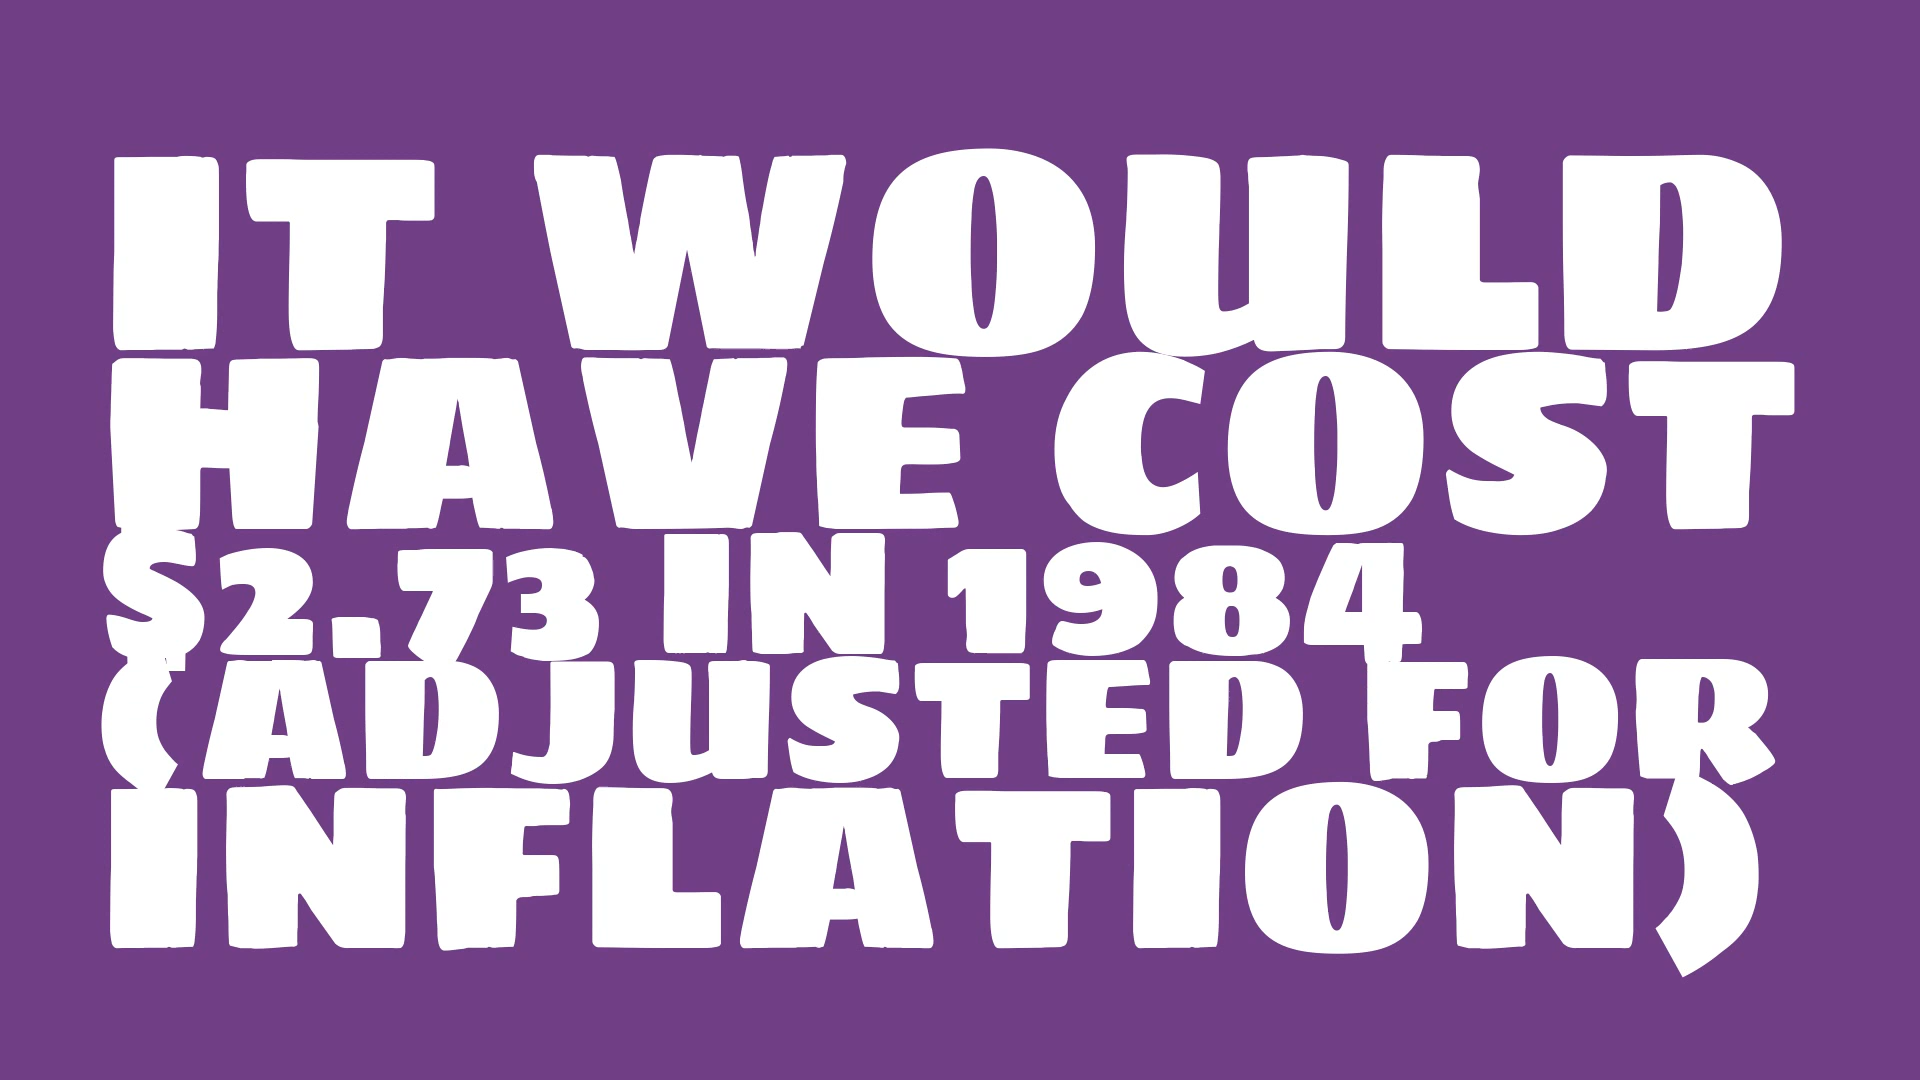 IT WOULD
HAVE COST
$2.73 IN 1984
(ADJUSTED FOR
INFLATION)